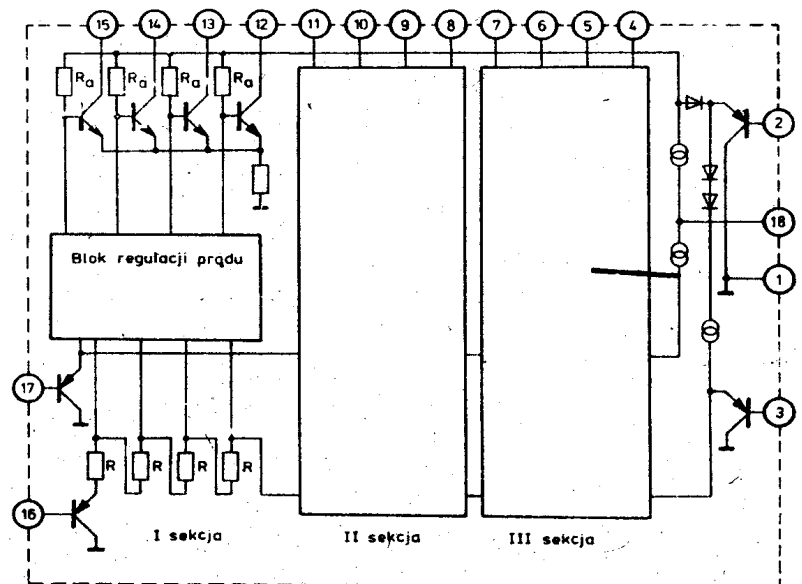 15 14 13 12 11 10 9 8 7 6 5 4
Ra Ra Ra Ra
2
18
Blok regulacji prądu
1
17
3
R R R R
16
I sekcja II sekcja III sekcja